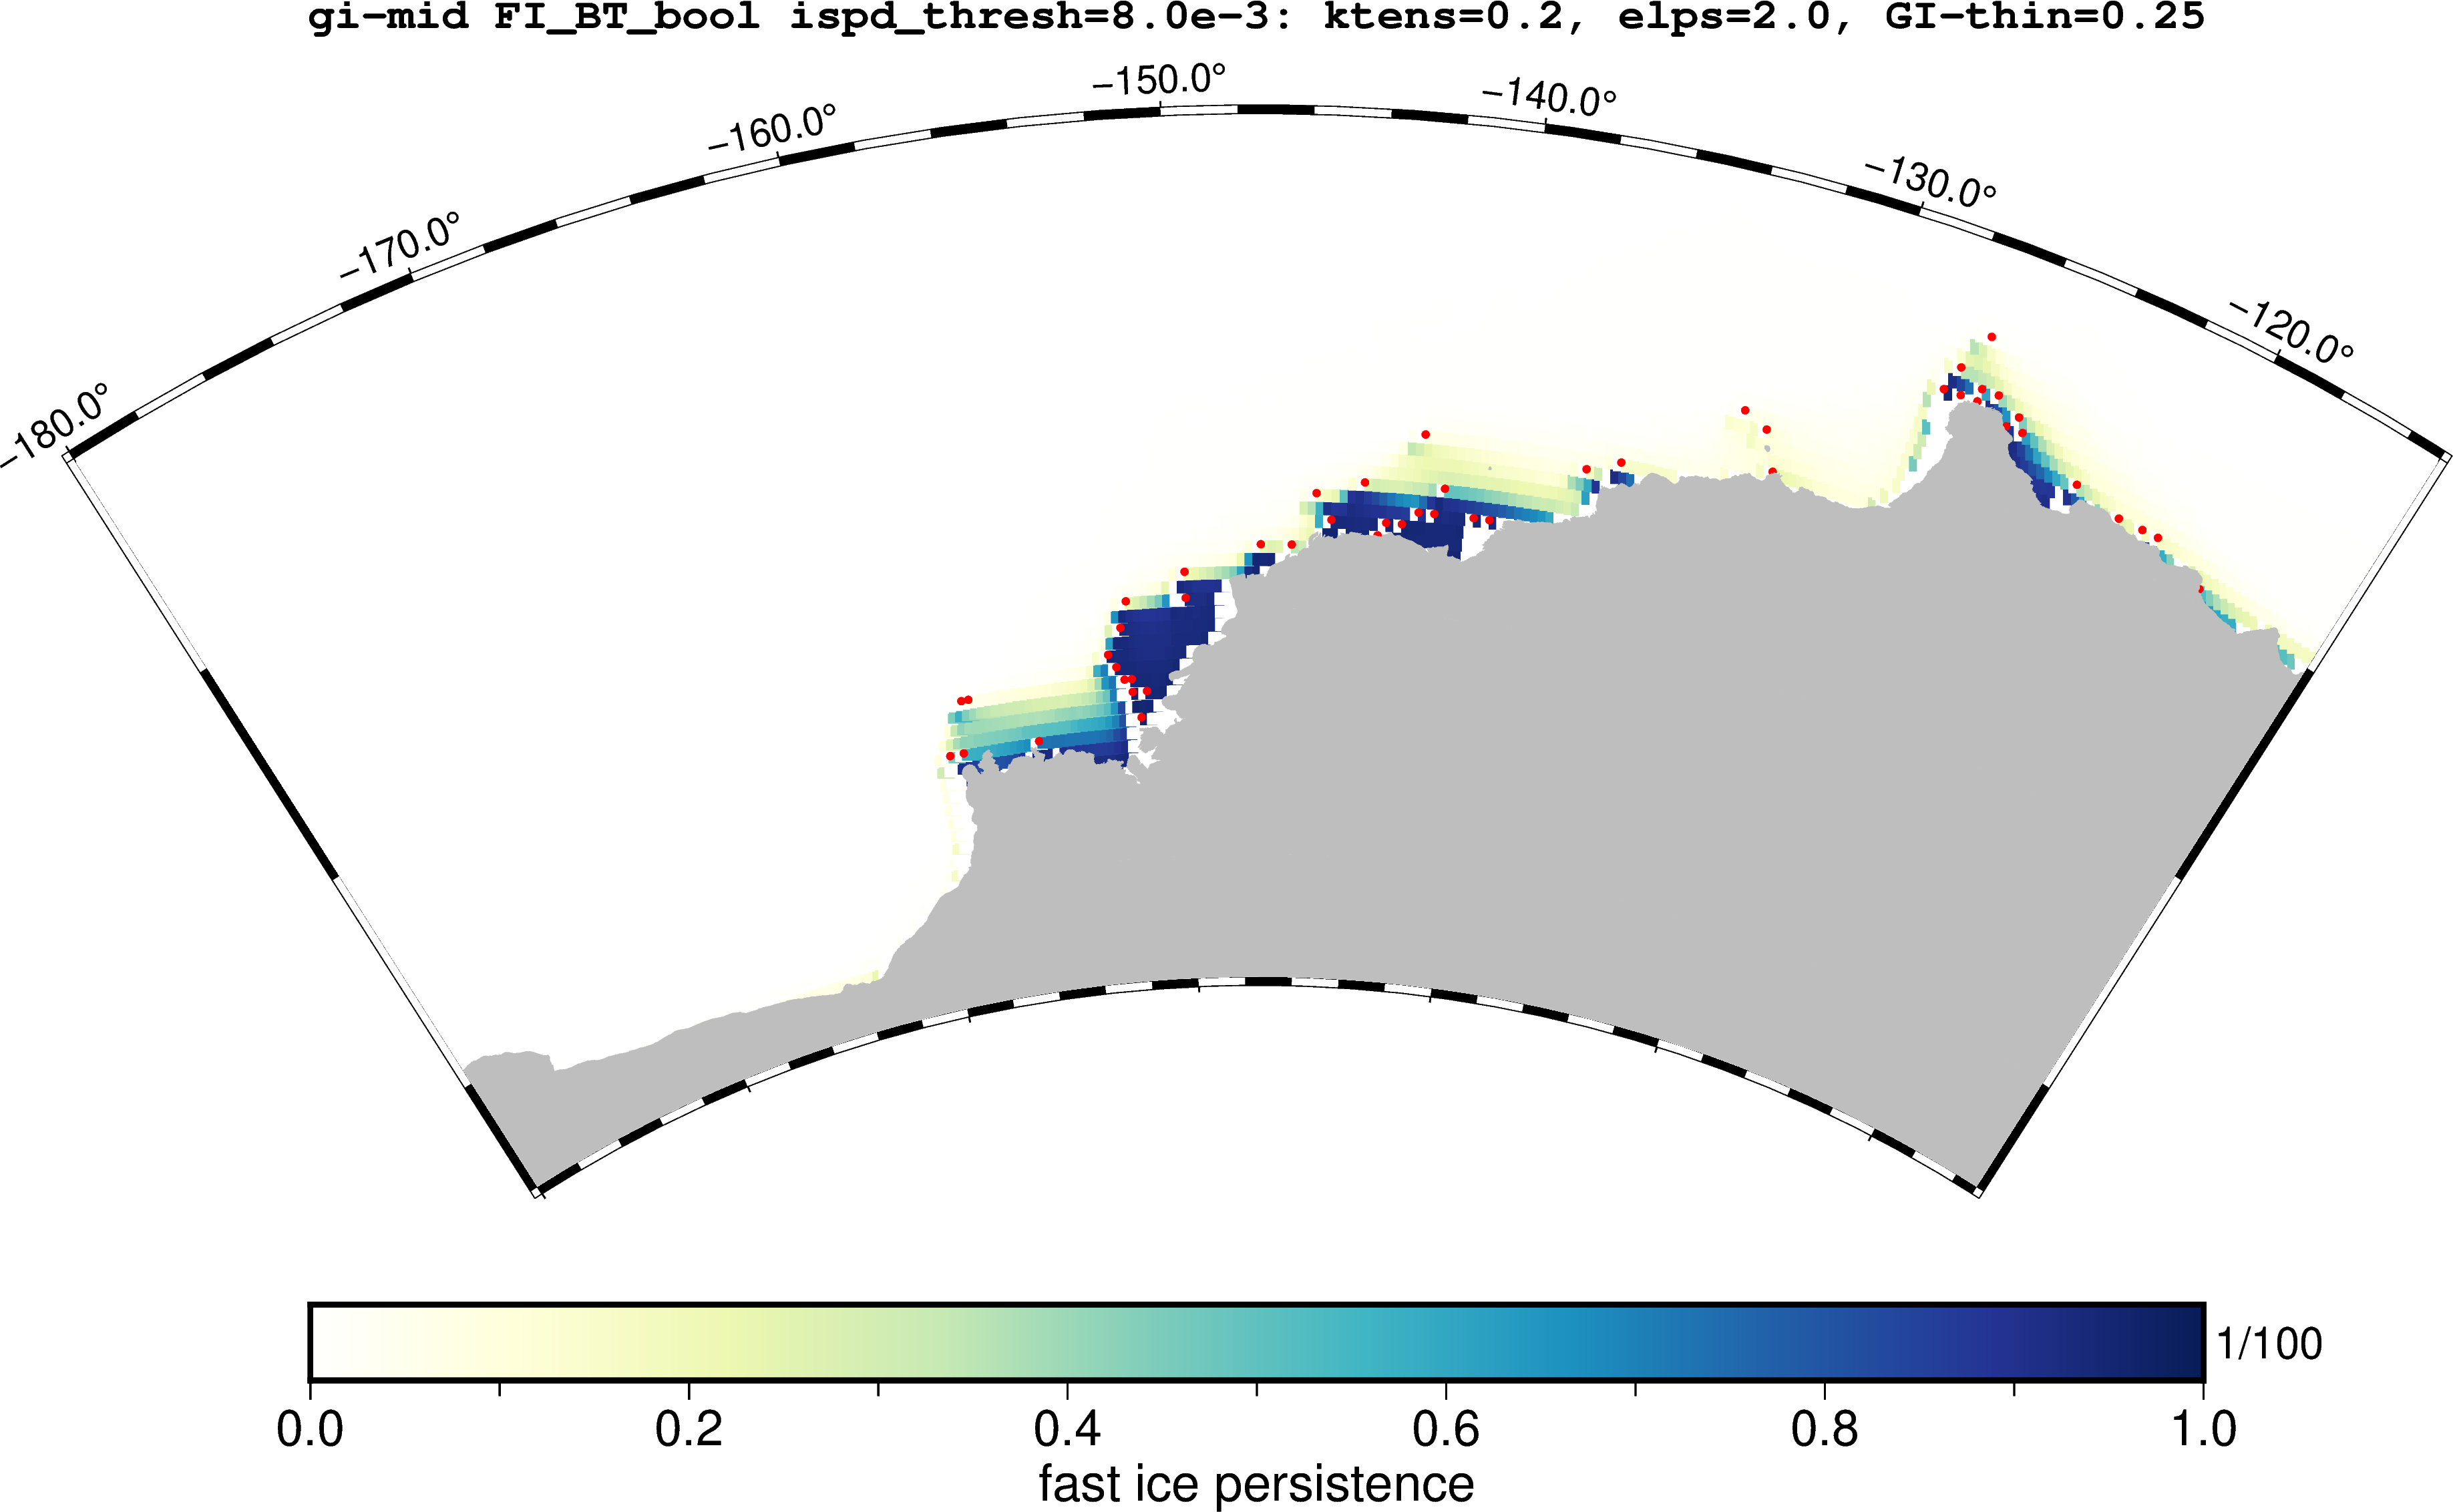 gi-mid FI_BT_bool ispd_thresh=8.0e-3: ktens=0.2, elps=2.0, GI-thin=0.25
−180.0°
−170.0°
−160.0°
−150.0°
−140.0°
−130.0°
−120.0°
1/100
0.0 0.2 0.4 0.6 0.8 1.0
fast ice persistence